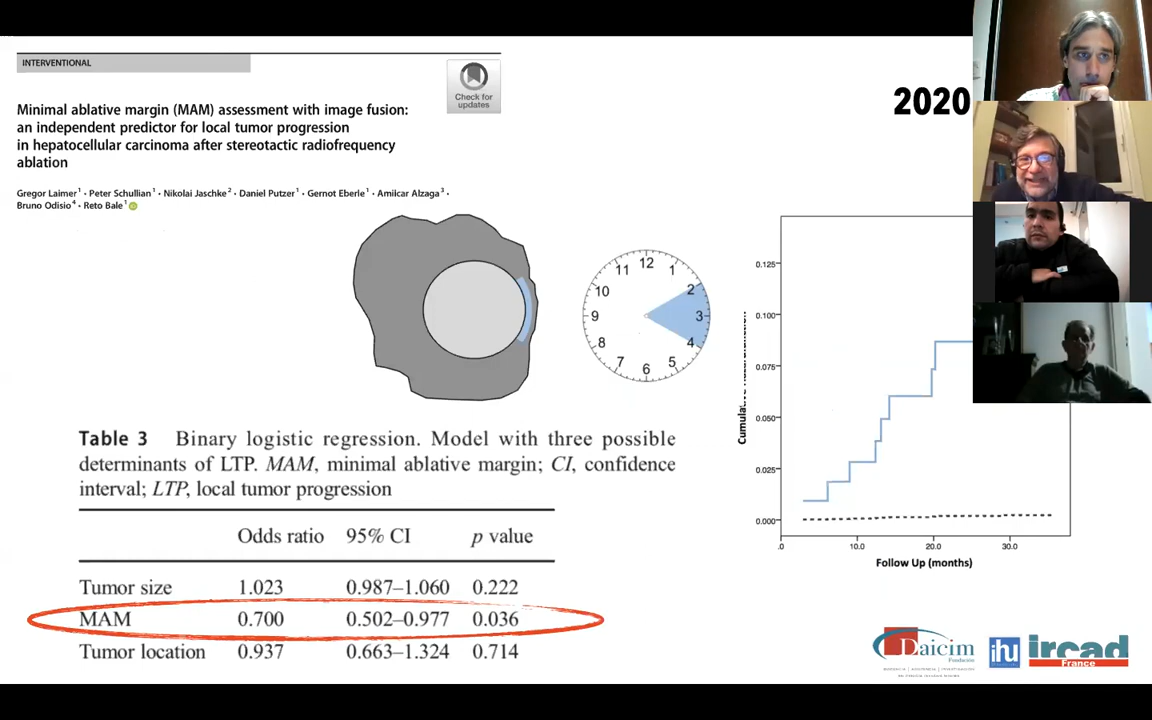 INTERVENTIONAL
Check for
updates
Minimal ablative margin (MAM) assessment with image fusion:
an independent predictor for local tumor progression
in hepatocellular carcinoma after stereotactic radiofrequency
ablation
Gregor Laimer1 · Peter Schullian1 · Nikolai Jaschke2 · Daniel Putzer1 · Gernot Eberle1 · Amilcar Alzaga3 ·
Bruno Odisio4 · Reto Bale1
2020
12
1
2
3
4
5
6
7
8
9
10
11
Table 3 Binary logistic regression. Model with three possible
determinants of LTP. MAM, minimal ablative margin; CI, confidence
interval; LTP, local tumor progression
Odds ratio 95% CI p value
Tumor size 1.023 0.987–1.060 0.222
MAM 0.700 0.502–0.977 0.036
Tumor location 0.937 0.663–1.324 0.714
0.125
0.100
0.075
0.050
0.025
0.000
.0 10.0 20.0 30.0
Follow Up (months)
Daicim
Fundación
ihu
ircad
France